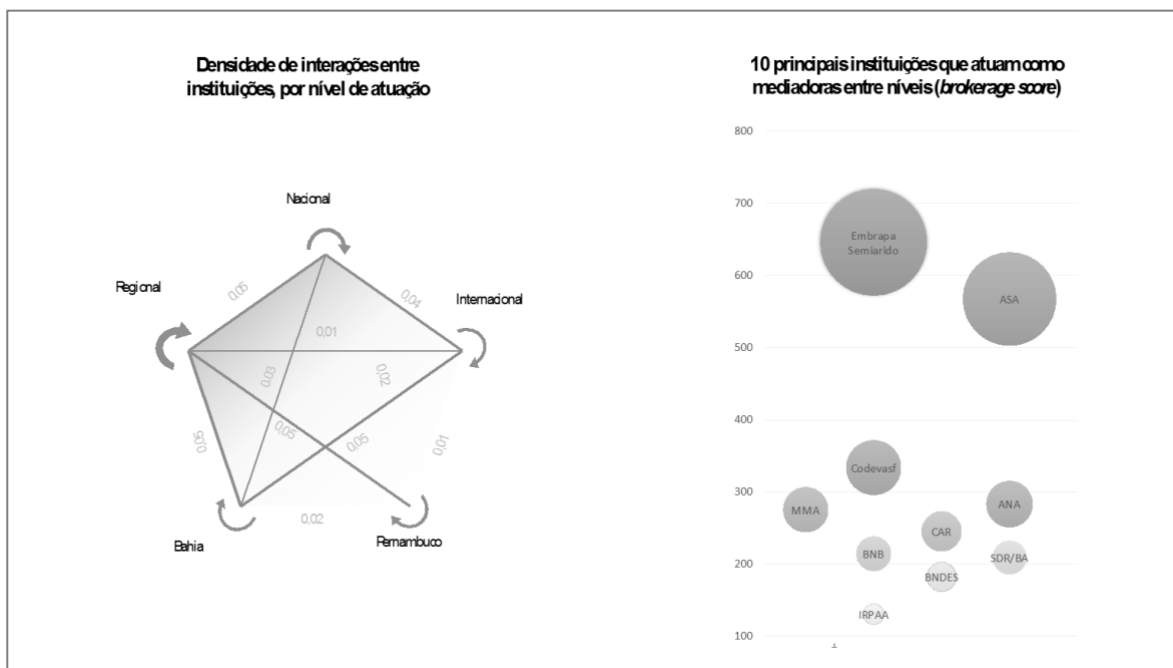 Densidade de interações entre
instituições, por nível de atuação
Nacional
Regional
Internacional
0.05
0,04
0,01
0.03
0,02
0,05
0,05
0,05
0,01
0,02
Bahia
Pernambuco
10 principais instituições que atuam como
mediadoras entre níveis (brokerage score)
800
700
Embrapa
Semiarido
600
ASA
500
400
Codevasf
300
MMA
ANA
CAR
BNB
SDR/BA
200
BNDES
IRPAA
100